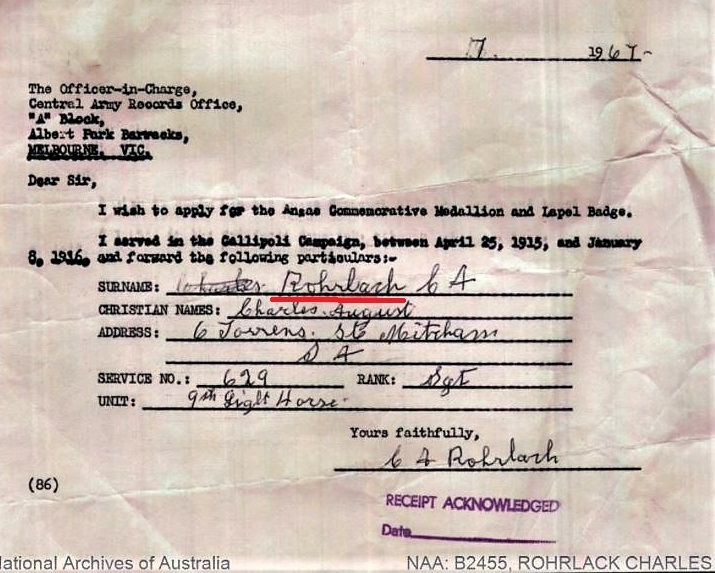 17. 1967-
The Officer-in-Charge,
Central Army Records Office,
"A" Block,
Albert Park Barracks,
MELBOURNE. VIC.
Dear Sir,
I wish to apply for the Anzac Commemorative Medallion and Lapel Badge.
I served in the Gallipoli Campaign, between April 25, 1915, and January
8, 1916, and forward the following particulars:-
SURNAME: Rohrlach C A
CHRISTIAN NAMES: Charles. August
ADDRESS: 6 Torrens. St Mitcham
S A
SERVICE NO.: 629 RANK: Sgt
UNIT: 9th Light Horse.
Yours faithfully,
C A Rohrlach
(86)
RECEIPT ACKNOWLEDGED
Date
National Archives of Australia NAA: B2455, ROHRLACK CHARLES